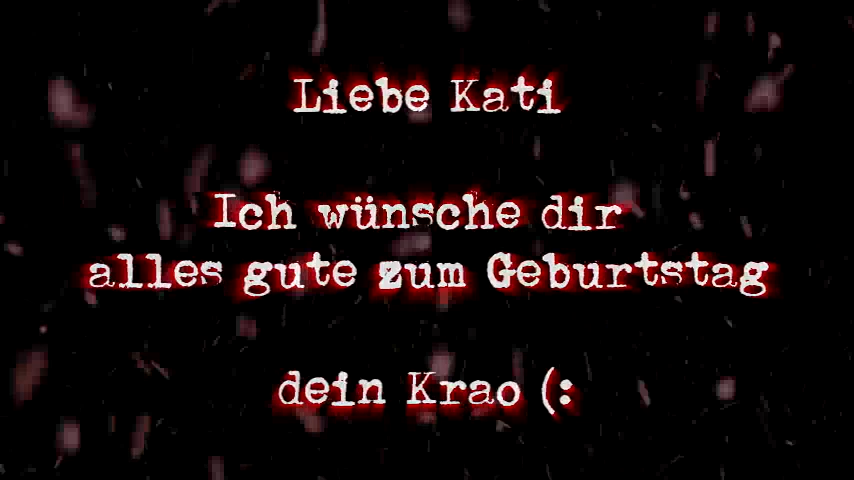 Liebe Kati
Ich wünsche dir
alles gute zum Geburtstag
dein Krao (: